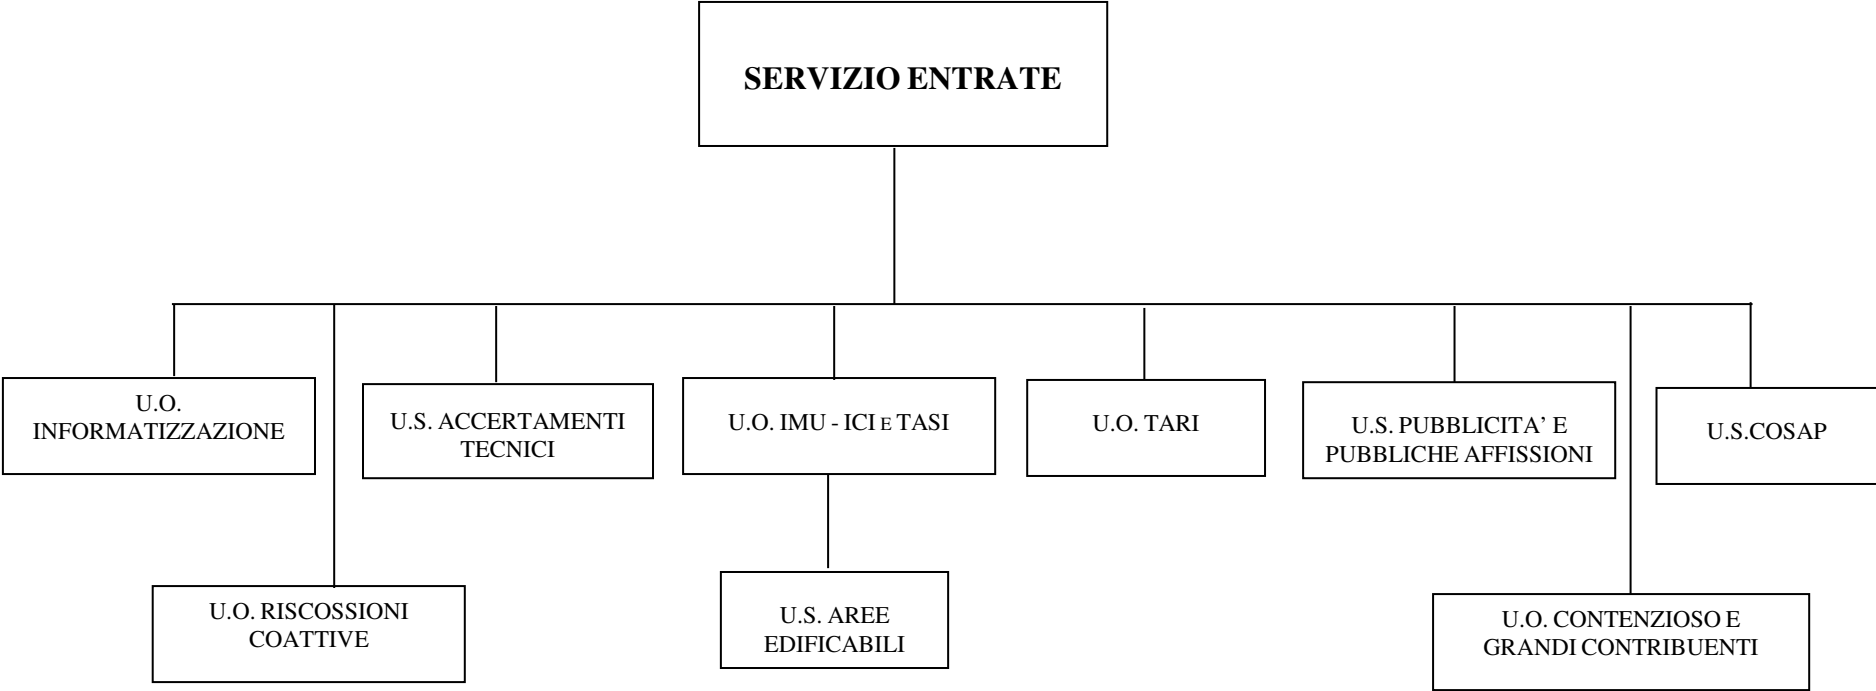 SERVIZIO ENTRATE
U.O.
INFORMATIZZAZIONE
U.S. ACCERTAMENTI
TECNICI
U.O. IMU - ICI E TASI
U.O. TARI
U.S. PUBBLICITA’ E
PUBBLICHE AFFISSIONI
U.S.COSAP
U.O. RISCOSSIONI
COATTIVE
U.S. AREE
EDIFICABILI
U.O. CONTENZIOSO E
GRANDI CONTRIBUENTI